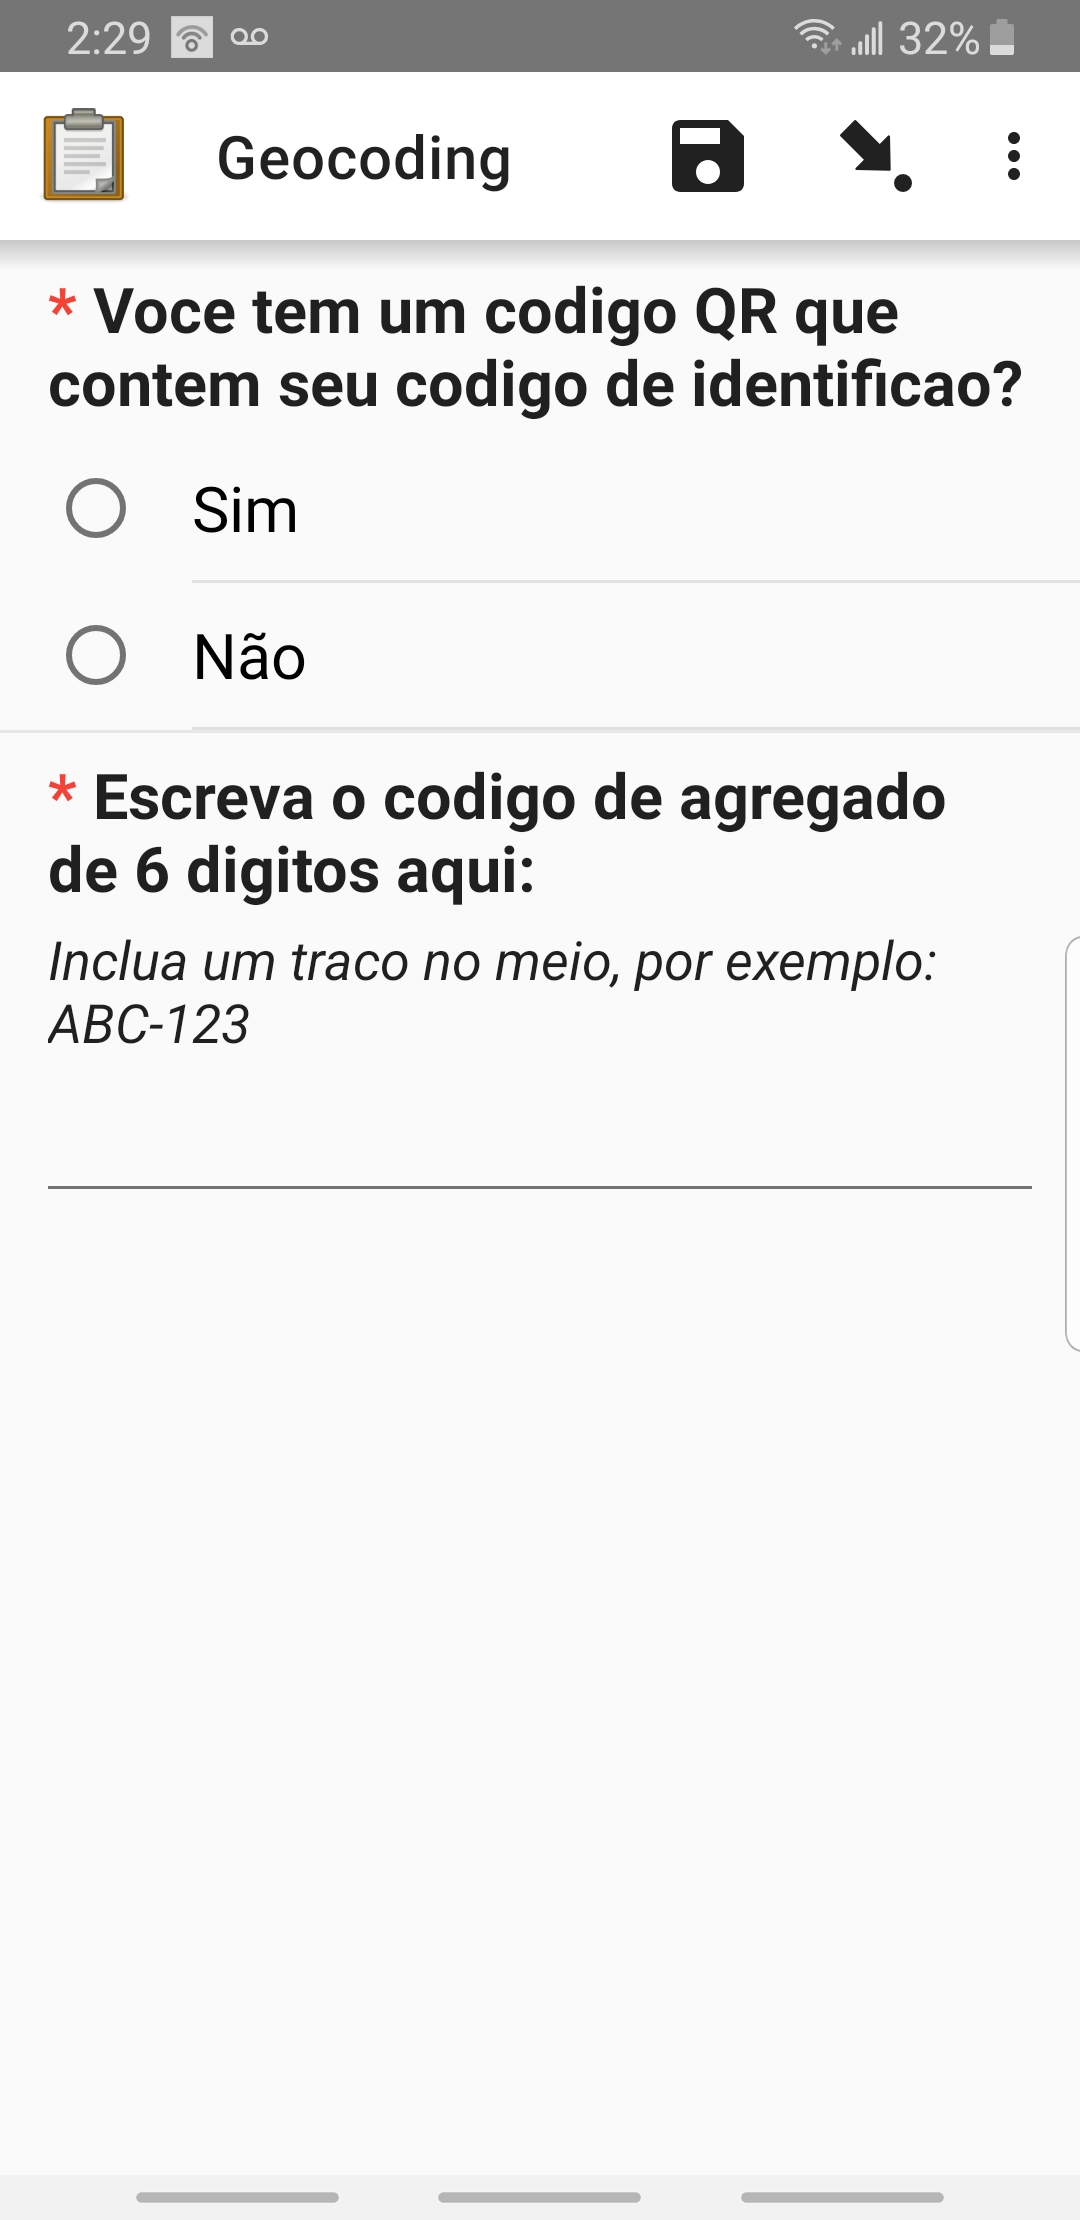 2:29
32%
Geocoding
* Voce tem um codigo QR que
contem seu codigo de identificao?
Sim
Não
* Escreva o codigo de agregado
de 6 digitos aqui:
Inclua um traco no meio, por exemplo:
ABC-123